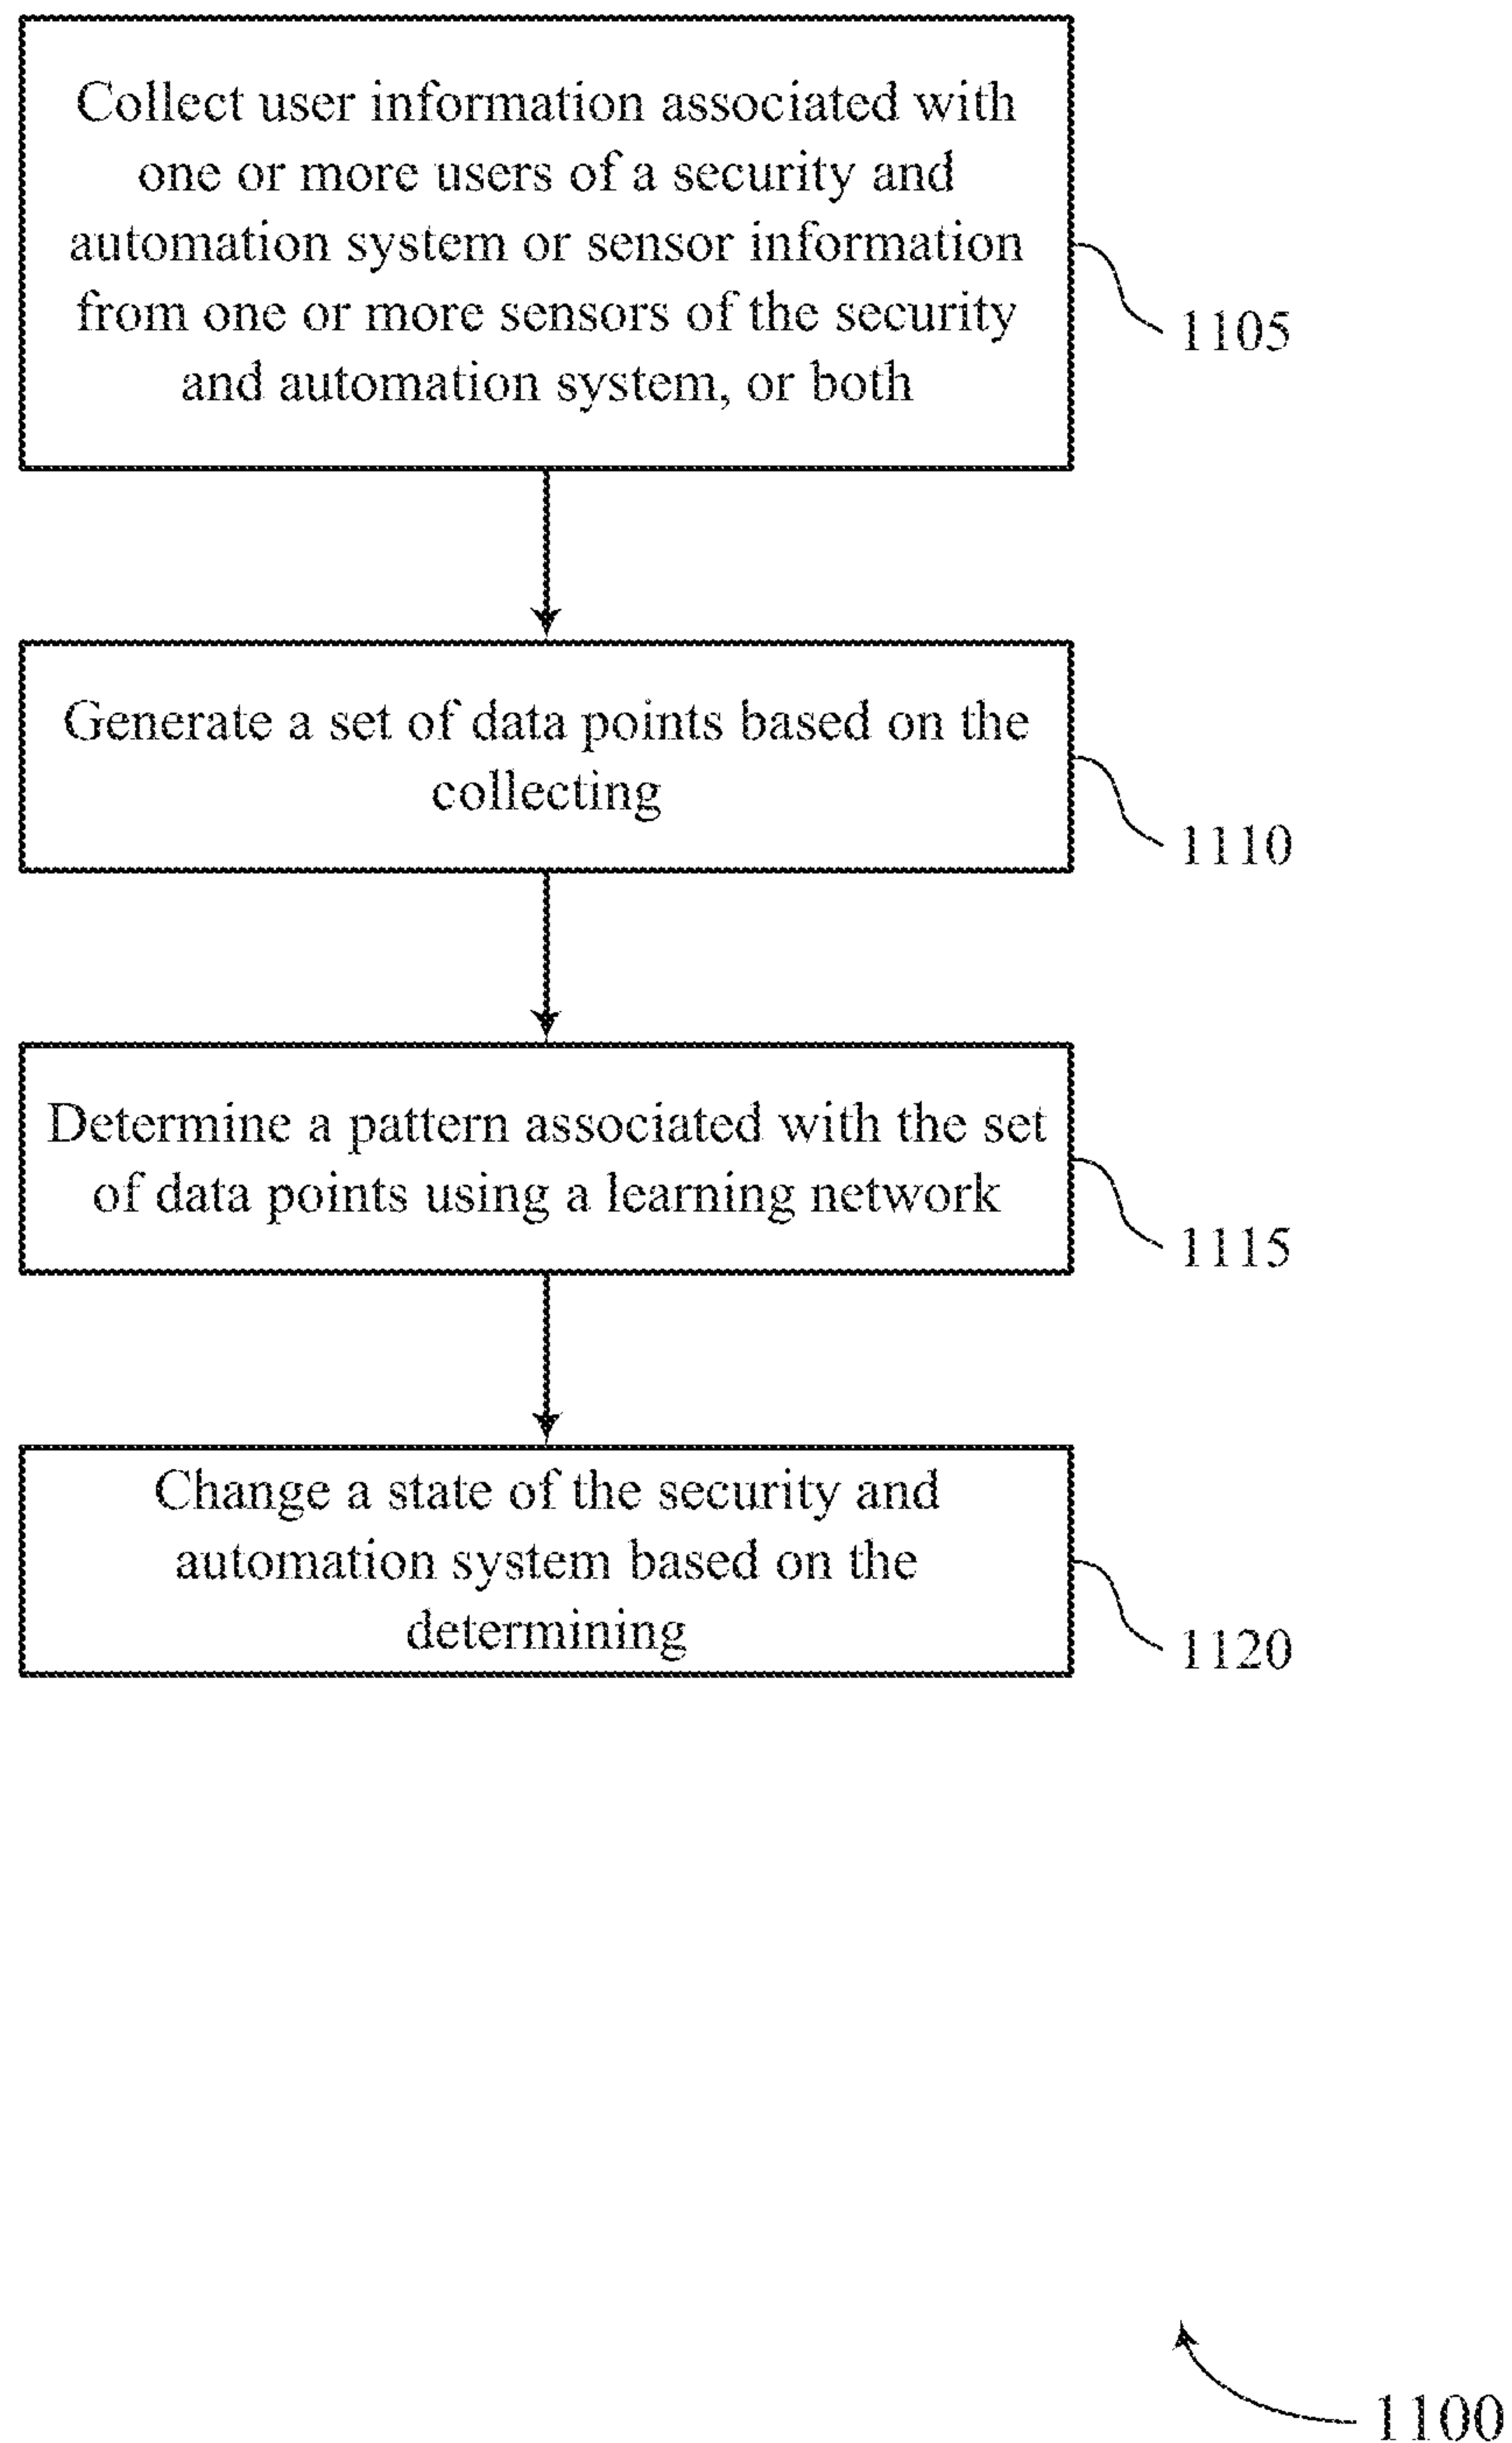 Collect user information associated with
one or more users of a security and
automation system or sensor information
from one or more sensors of the security
and automation system, or both
1105
Generate a set of data points based on the
collecting
1110
Determine a pattern associated with the set
of data points using a learning network
1115
Change a state of the security and
automation system based on the
determining
1120
1100